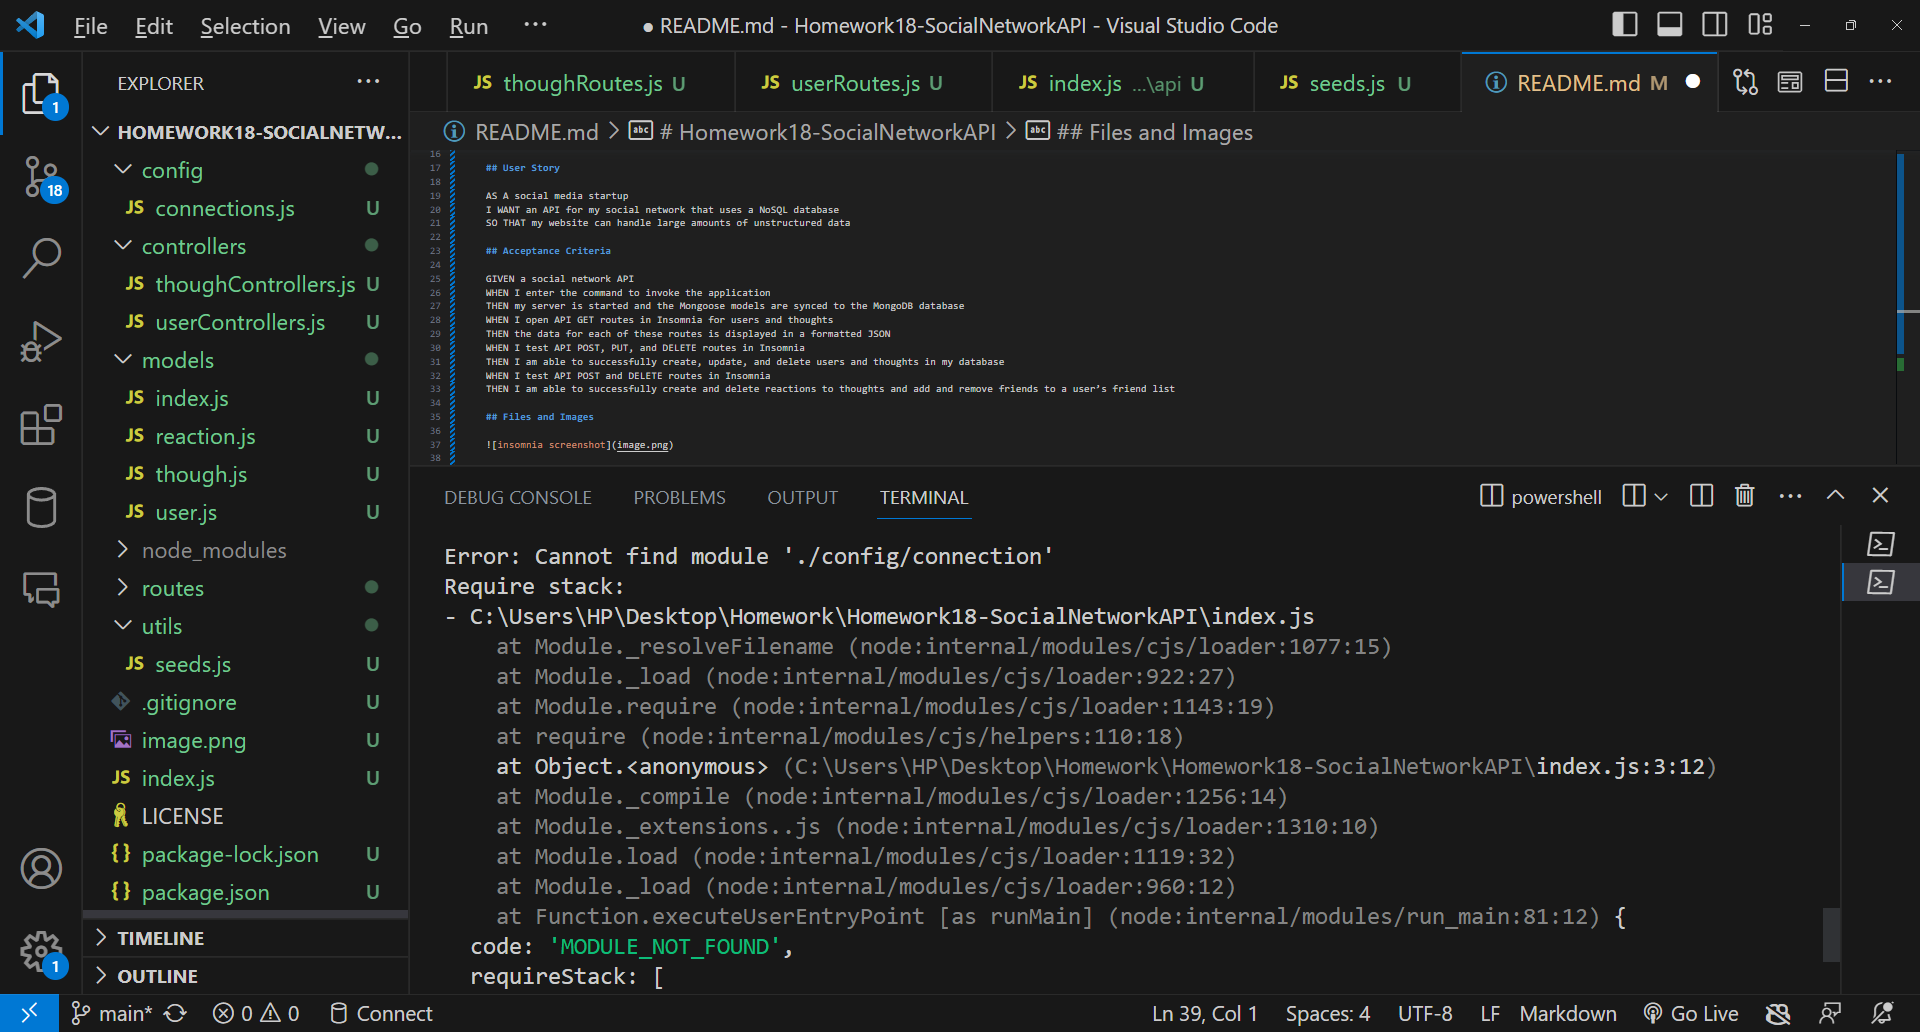 File Edit Selection View Go Run ··· ● README.md - Homework18-SocialNetworkAPI - Visual Studio Code
EXPLORER ···
HOMEWORK18-SOCIALNETW...
config
JS connections.js U
controllers
JS thoughControllers.js U
JS userControllers.js U
models
JS index.js U
JS reaction.js U
JS though.js U
JS user.js U
node_modules
routes
utils
JS seeds.js U
.gitignore U
image.png U
JS index.js U
LICENSE
{} package-lock.json U
{} package.json U
TIMELINE
OUTLINE
1
18
1
JS thoughRoutes.js U JS userRoutes.js U JS index.js ...\api U JS seeds.js U README.md M ● ···
README.md > abc # Homework18-SocialNetworkAPI > abc ## Files and Images
16
17 ## User Story
18
19 AS A social media startup
20 I WANT an API for my social network that uses a NoSQL database
21 SO THAT my website can handle large amounts of unstructured data
22
23 ## Acceptance Criteria
24
25 GIVEN a social network API
26 WHEN I enter the command to invoke the application
27 THEN my server is started and the Mongoose models are synced to the MongoDB database
28 WHEN I open API GET routes in Insomnia for users and thoughts
29 THEN the data for each of these routes is displayed in a formatted JSON
30 WHEN I test API POST, PUT, and DELETE routes in Insomnia
31 THEN I am able to successfully create, update, and delete users and thoughts in my database
32 WHEN I test API POST and DELETE routes in Insomnia
33 THEN I am able to successfully create and delete reactions to thoughts and add and remove friends to a user’s friend list
34
35 ## Files and Images
36
37 ![insomnia screenshot](image.png)
38
DEBUG CONSOLE PROBLEMS OUTPUT TERMINAL powershell ···
Error: Cannot find module './config/connection'
Require stack:
- C:\Users\HP\Desktop\Homework\Homework18-SocialNetworkAPI\index.js
at Module._resolveFilename (node:internal/modules/cjs/loader:1077:15)
at Module._load (node:internal/modules/cjs/loader:922:27)
at Module.require (node:internal/modules/cjs/loader:1143:19)
at require (node:internal/modules/cjs/helpers:110:18)
at Object.<anonymous> (C:\Users\HP\Desktop\Homework\Homework18-SocialNetworkAPI\index.js:3:12)
at Module._compile (node:internal/modules/cjs/loader:1256:14)
at Module._extensions..js (node:internal/modules/cjs/loader:1310:10)
at Module.load (node:internal/modules/cjs/loader:1119:32)
at Module._load (node:internal/modules/cjs/loader:960:12)
at Function.executeUserEntryPoint [as runMain] (node:internal/modules/run_main:81:12) {
code: 'MODULE_NOT_FOUND',
requireStack: [
main* 0 0 Connect Ln 39, Col 1 Spaces: 4 UTF-8 LF Markdown Go Live